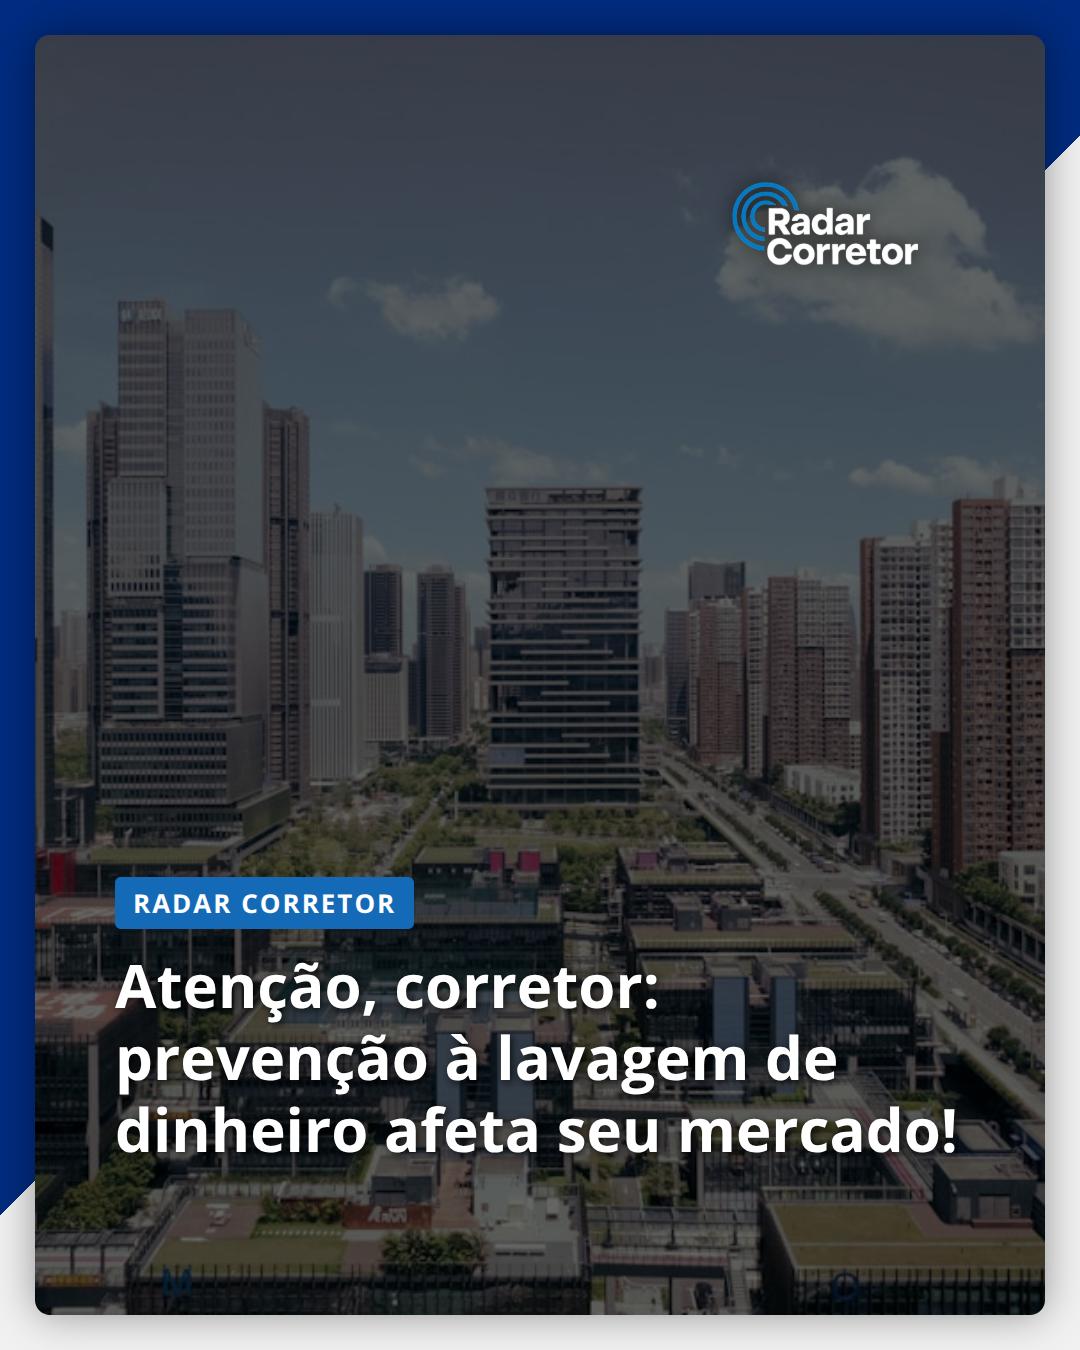 Radar
Corretor
RADAR CORRETOR
Atenção, corretor:
prevenção à lavagem de
dinheiro afeta seu mercado!